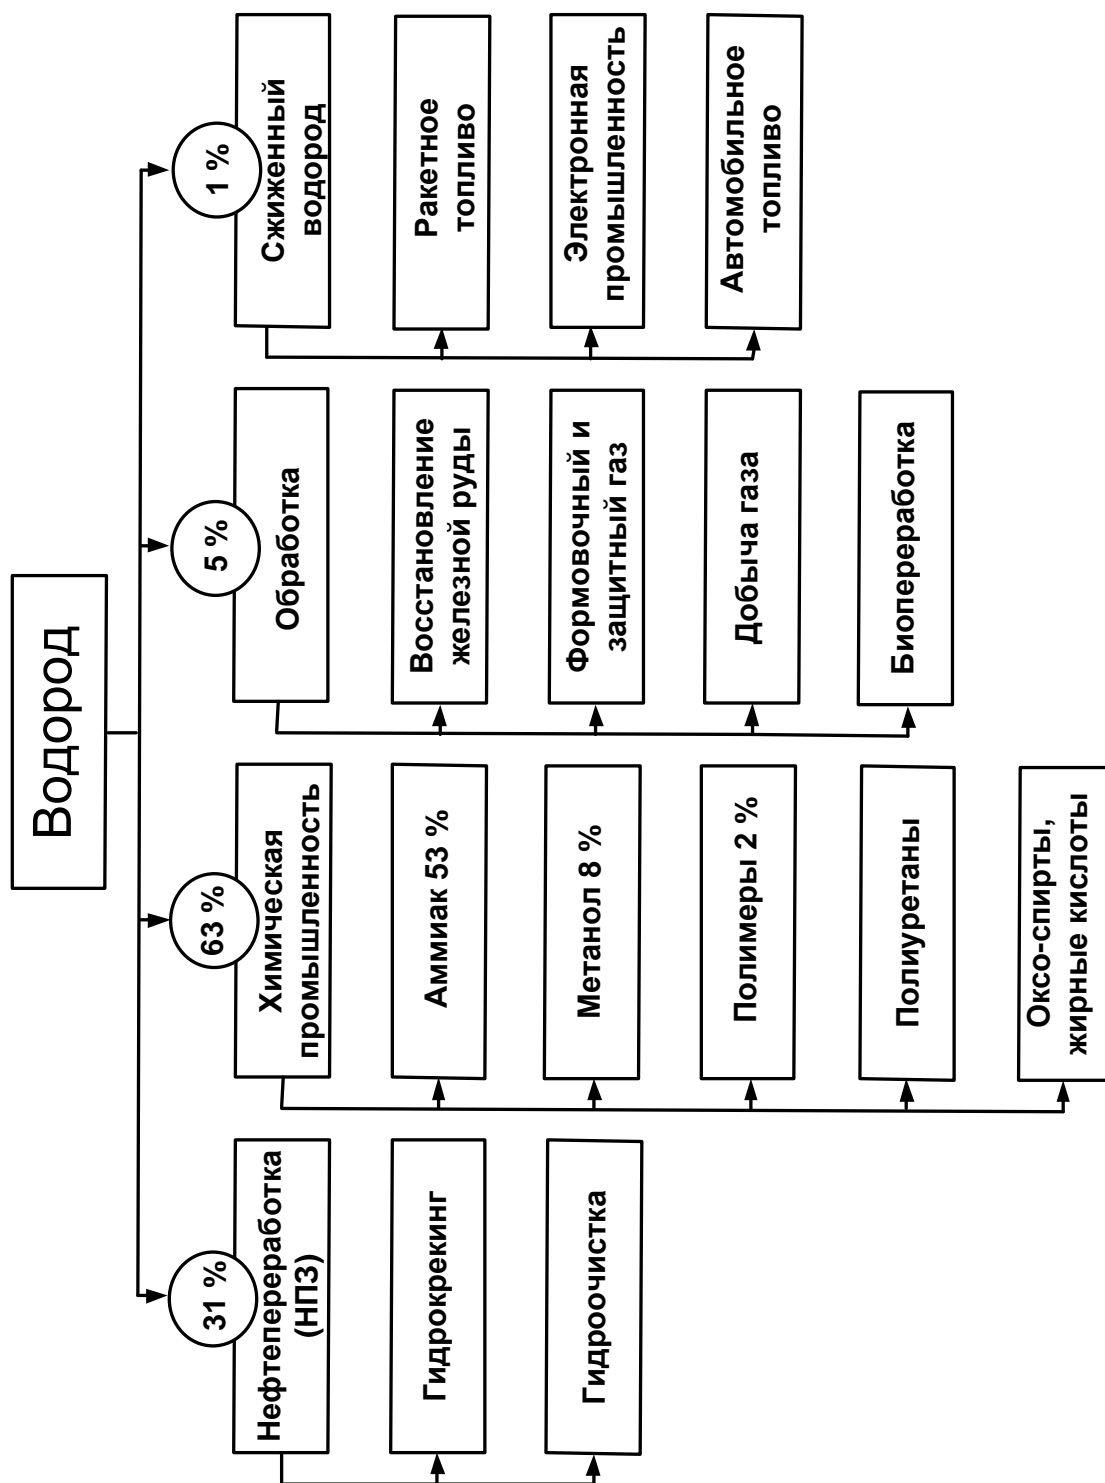 Водород
31 %
Нефтепереработка
(НПЗ)
Гидрокрекинг
Гидроочистка
63 %
Химическая
промышленность
Аммиак 53 %
Метанол 8 %
Полимеры 2 %
Полиуретаны
Оксо-спирты,
жирные кислоты
5 %
Обработка
Восстановление
железной руды
Формовочный и
защитный газ
Добыча газа
Биопереработка
1 %
Сжиженный
водород
Ракетное
топливо
Электронная
промышленность
Автомобильное
топливо